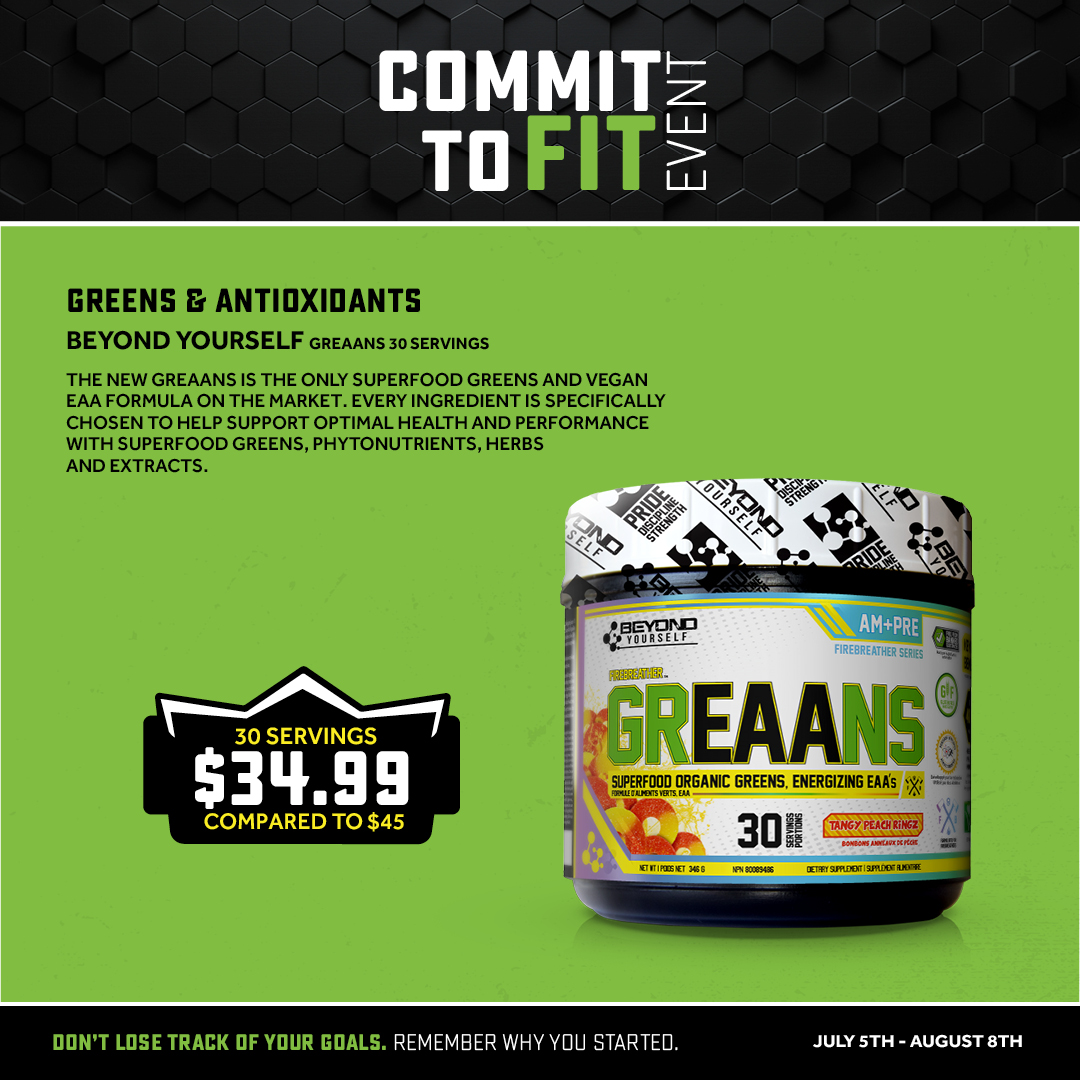 COMMIT
TO FIT
EVENT
GREENS & ANTIOXIDANTS
BEYOND YOURSELF GREAANS 30 SERVINGS
THE NEW GREAANS IS THE ONLY SUPERFOOD GREENS AND VEGAN
EAA FORMULA ON THE MARKET. EVERY INGREDIENT IS SPECIFICALLY
CHOSEN TO HELP SUPPORT OPTIMAL HEALTH AND PERFORMANCE
WITH SUPERFOOD GREENS, PHYTONUTRIENTS, HERBS
AND EXTRACTS.
30 SERVINGS
$34.99
COMPARED TO $45
PRIDE
DISCIPLINE
STRENGTH
BEYOND
YOURSELF
AM+PRE
FIREBREATHER SERIES
FIREBREATHER
GREAANS
SUPERFOOD ORGANIC GREENS, ENERGIZING EAA's
FORMULE D'ALIMENTS VERTS, EAA
30
SERVINGS
PORTIONS
TANGY PEACH RINGZ
BONBONS ANNEAUX DE PÊCHE
NET WT | POIDS NET 346 G
NPN 80089486
DIETARY SUPPLEMENT | SUPPLÉMENT ALIMENTAIRE
DON'T LOSE TRACK OF YOUR GOALS. REMEMBER WHY YOU STARTED.
JULY 5TH - AUGUST 8TH